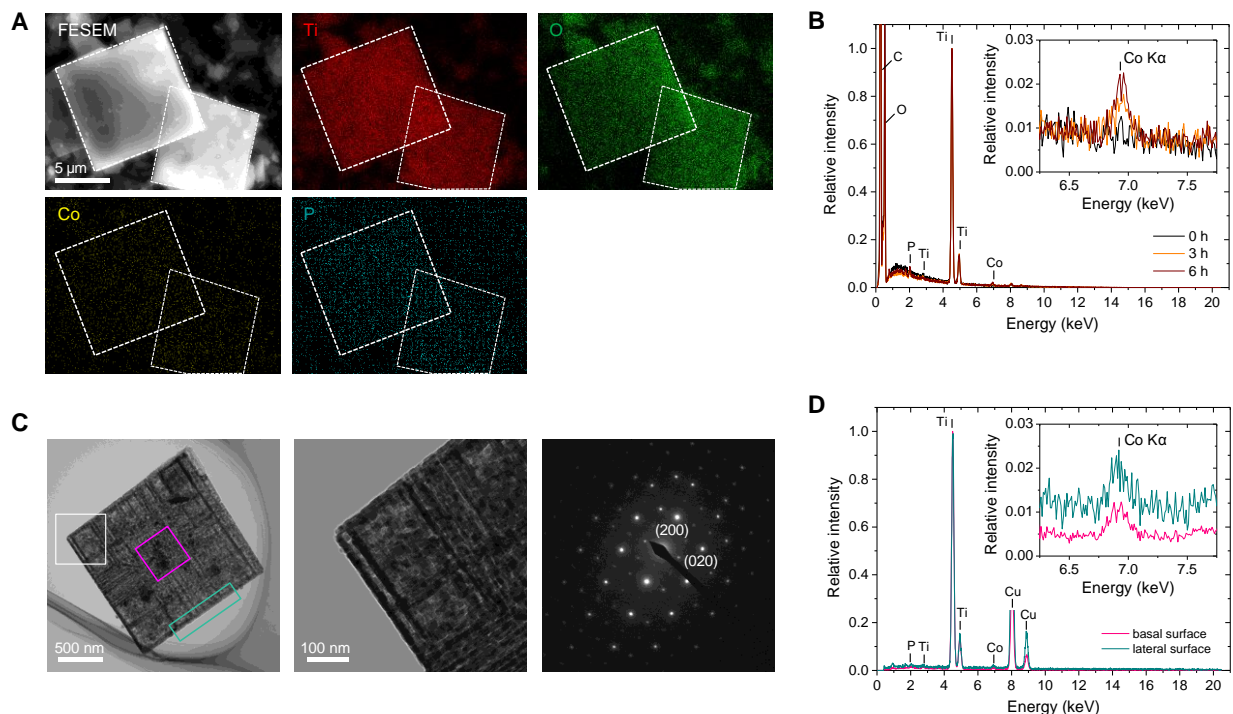 A
FESEM
5 µm
Ti
O
Co
P
B
Relative intensity
1.0
0.8
0.6
0.4
0.2
0.0
0 2 4 6 8 10 12 14 16 18 20
Energy (keV)
C
O
P
Ti
Ti
Ti
Co
0 h
3 h
6 h
Relative intensity
0.03
0.02
0.01
0.00
6.5 7.0 7.5
Energy (keV)
Co Kα
C
500 nm
100 nm
(200)
(020)
D
Relative intensity
1.0
0.8
0.6
0.4
0.2
0.0
0 2 4 6 8 10 12 14 16 18 20
Energy (keV)
P
Ti
Ti
Ti
Co
Cu
Cu
basal surface
lateral surface
Relative intensity
0.03
0.02
0.01
0.00
6.5 7.0 7.5
Energy (keV)
Co Kα